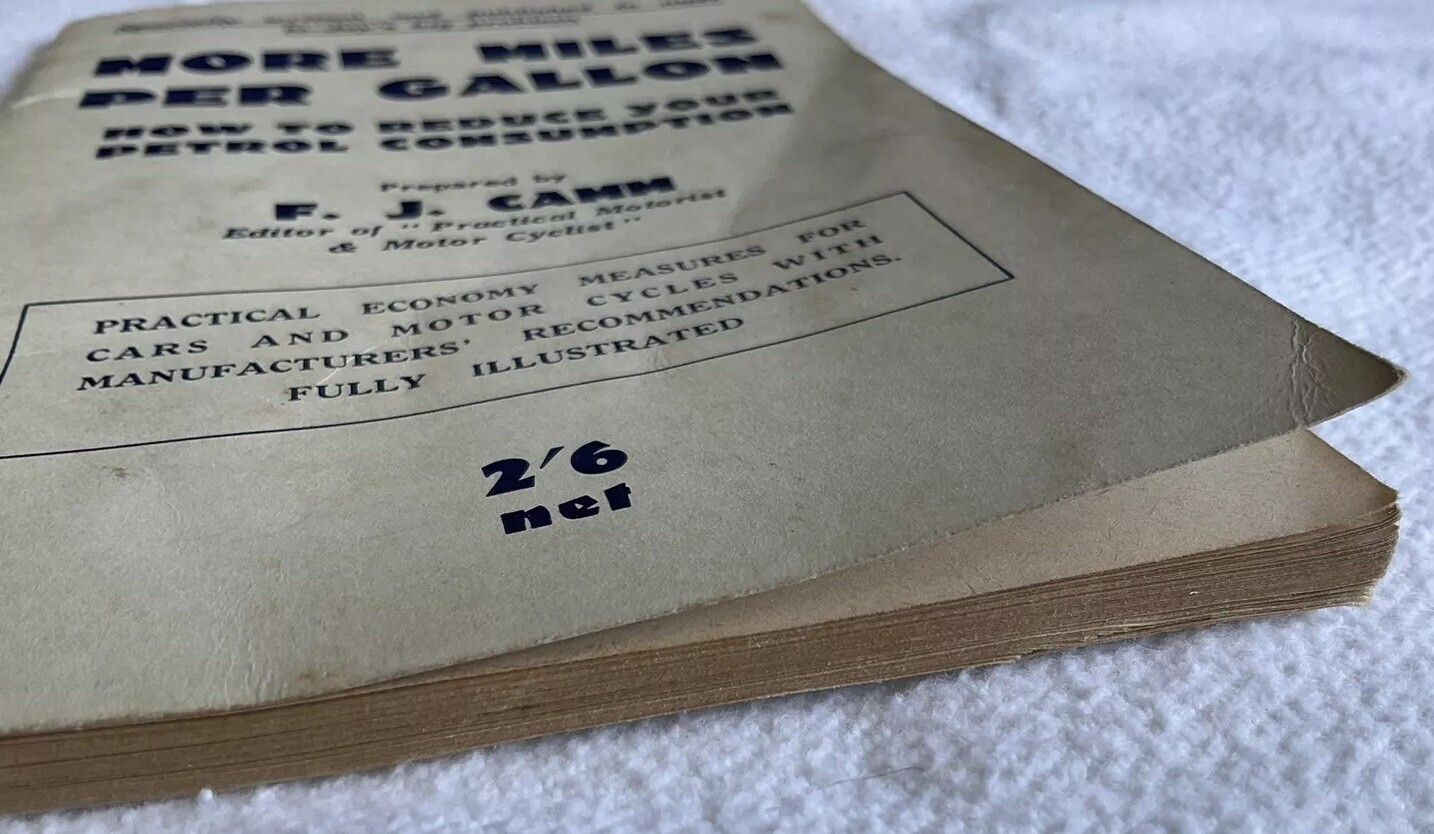 MORE MILES
PER GALLON
HOW TO REDUCE YOUR
PETROL CONSUMPTION
Prepared by
F. J. CAMM
Editor of "Practical Motorist
& Motor Cyclist"
PRACTICAL ECONOMY MEASURES FOR
CARS AND MOTOR CYCLES WITH
MANUFACTURERS' RECOMMENDATIONS.
FULLY ILLUSTRATED
2'6
net